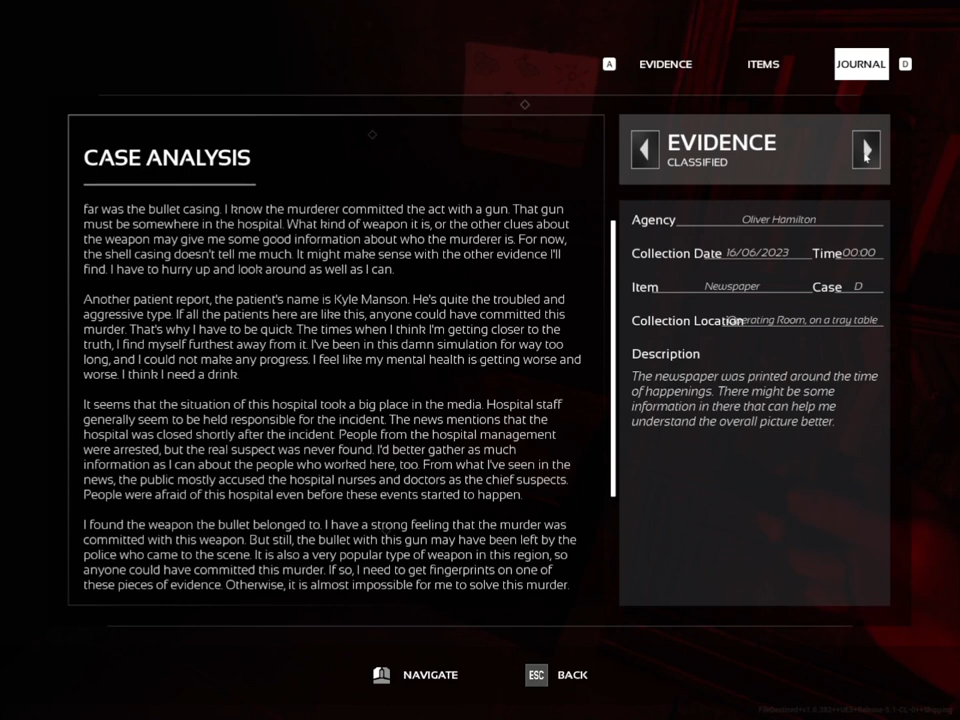 A EVIDENCE ITEMS JOURNAL D
CASE ANALYSIS
far was the bullet casing. I know the murderer committed the act with a gun. That gun
must be somewhere in the hospital. What kind of weapon it is, or the other clues about
the weapon may give me some good information about who the murderer is. For now,
the shell casing doesn't tell me much. It might make sense with the other evidence I'll
find. I have to hurry up and look around as well as I can.
Another patient report, the patient's name is Kyle Manson. He's quite the troubled and
aggressive type. If all the patients here are like this, anyone could have committed this
murder. That's why I have to be quick. The times when I think I'm getting closer to the
truth, I find myself furthest away from it. I've been in this damn simulation for way too
long, and I could not make any progress. I feel like my mental health is getting worse and
worse. I think I need a drink.
It seems that the situation of this hospital took a big place in the media. Hospital staff
generally seem to be held responsible for the incident. The news mentions that the
hospital was closed shortly after the incident. People from the hospital management
were arrested, but the real suspect was never found. I'd better gather as much
information as I can about the people who worked here, too. From what I've seen in the
news, the public mostly accused the hospital nurses and doctors as the chief suspects.
People were afraid of this hospital even before these events started to happen.
I found the weapon the bullet belonged to. I have a strong feeling that the murder was
committed with this weapon. But still, the bullet with this gun may have been left by the
police who came to the scene. It is also a very popular type of weapon in this region, so
anyone could have committed this murder. If so, I need to get fingerprints on one of
these pieces of evidence. Otherwise, it is almost impossible for me to solve this murder.
EVIDENCE
CLASSIFIED
Agency Oliver Hamilton
Collection Date 16/06/2023 Time 00:00
Item Newspaper Case D
Collection Location Operating Room, on a tray table
Description
The newspaper was printed around the time
of happenings. There might be some
information in there that can help me
understand the overall picture better.
NAVIGATE ESC BACK